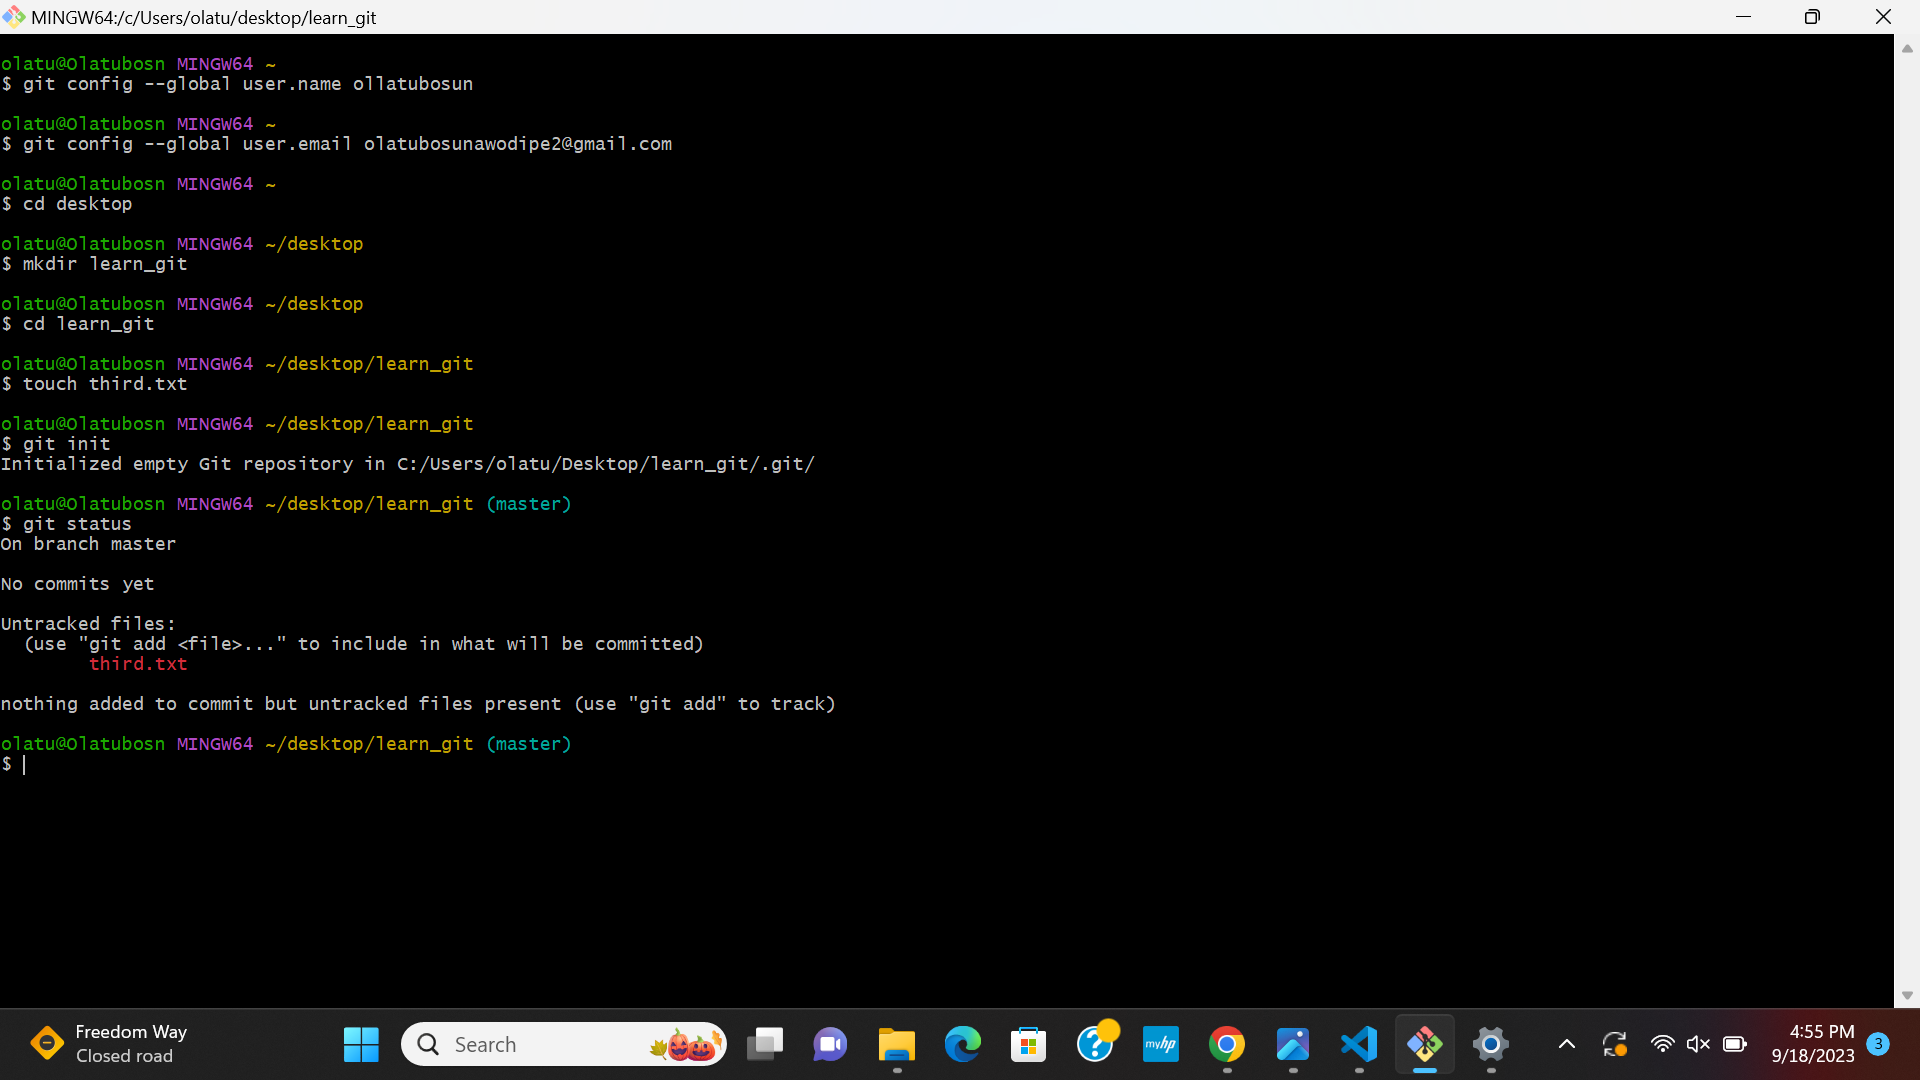 MINGW64:/c/Users/olatu/desktop/learn_git
olatu@Olatubosn MINGW64 ~
$ git config --global user.name ollatubosun
olatu@Olatubosn MINGW64 ~
$ git config --global user.email olatubosunawodipe2@gmail.com
olatu@Olatubosn MINGW64 ~
$ cd desktop
olatu@Olatubosn MINGW64 ~/desktop
$ mkdir learn_git
olatu@Olatubosn MINGW64 ~/desktop
$ cd learn_git
olatu@Olatubosn MINGW64 ~/desktop/learn_git
$ touch third.txt
olatu@Olatubosn MINGW64 ~/desktop/learn_git
$ git init
Initialized empty Git repository in C:/Users/olatu/Desktop/learn_git/.git/
olatu@Olatubosn MINGW64 ~/desktop/learn_git (master)
$ git status
On branch master
No commits yet
Untracked files:
(use "git add <file>..." to include in what will be committed)
third.txt
nothing added to commit but untracked files present (use "git add" to track)
olatu@Olatubosn MINGW64 ~/desktop/learn_git (master)
$
Freedom Way
Closed road
Search
myhp
4:55 PM
9/18/2023
3